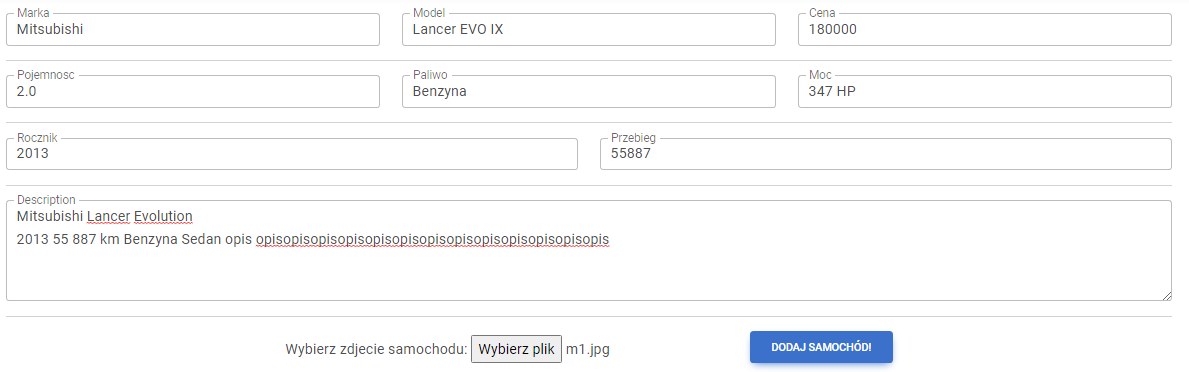 Marka Model Cena
Mitsubishi Lancer EVO IX 180000
Pojemnosc Paliwo Moc
2.0 Benzyna 347 HP
Rocznik Przebieg
2013 55887
Description
Mitsubishi Lancer Evolution
2013 55 887 km Benzyna Sedan opis opisopisopisopisopisopisopisopisopisopisopisopisopis
Wybierz zdjecie samochodu: Wybierz plik m1.jpg DODAJ SAMOCHÓD!